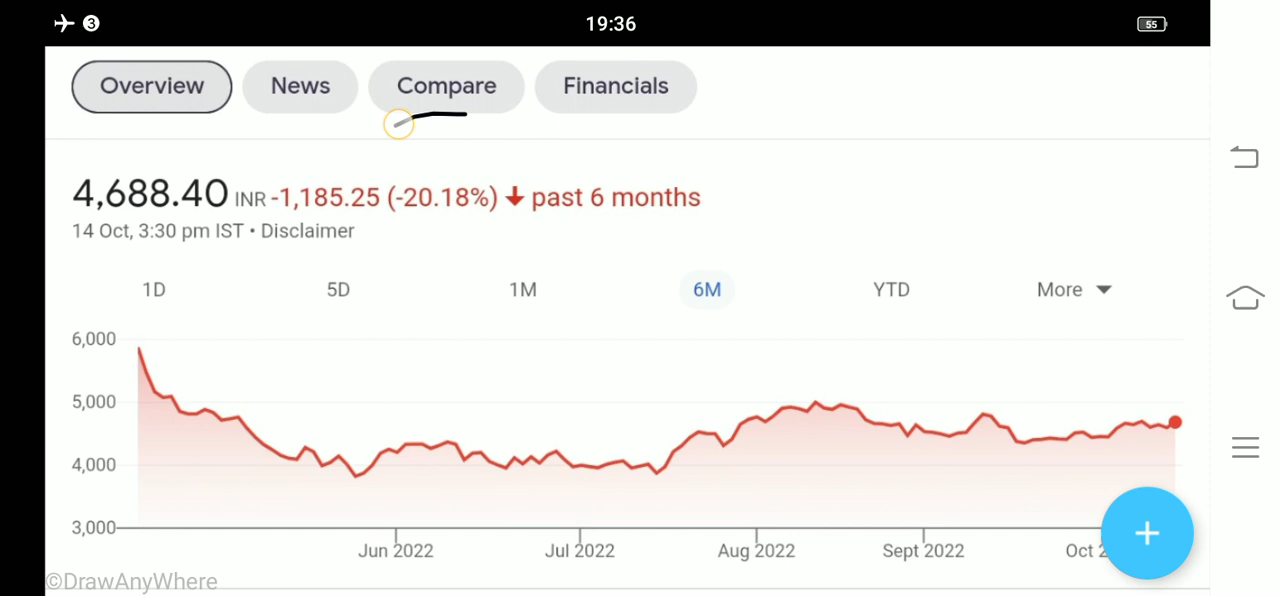 3 19:36 55
Overview News Compare Financials
4,688.40 INR -1,185.25 (-20.18%) past 6 months
14 Oct, 3:30 pm IST • Disclaimer
1D 5D 1M 6M YTD More
6,000
5,000
4,000
3,000
Jun 2022 Jul 2022 Aug 2022 Sept 2022 Oct 2
©DrawAnyWhere